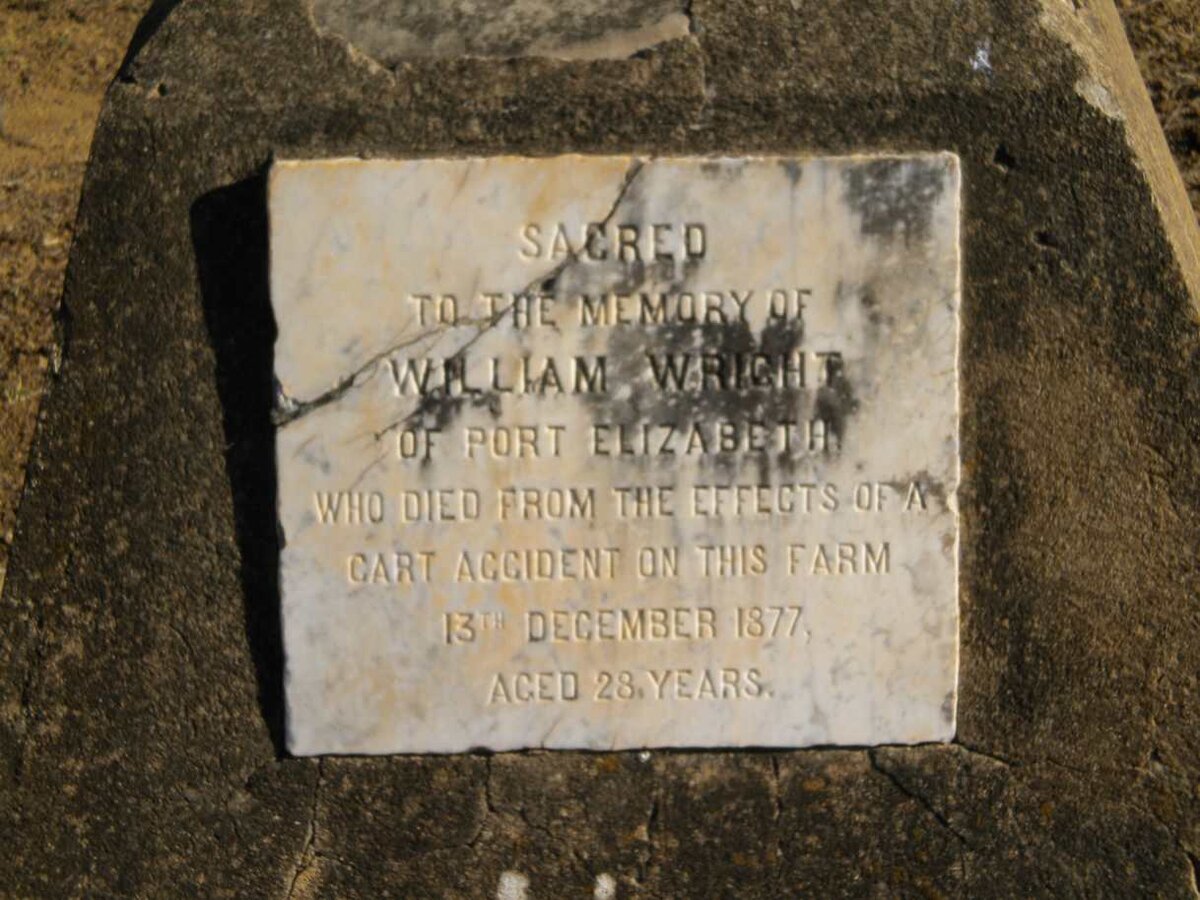 SACRED
TO THE MEMORY OF
WILLIAM WRIGHT
OF PORT ELIZABETH.
WHO DIED FROM THE EFFECTS OF A
CART ACCIDENT ON THIS FARM
13TH DECEMBER 1877,
AGED 28. YEARS.